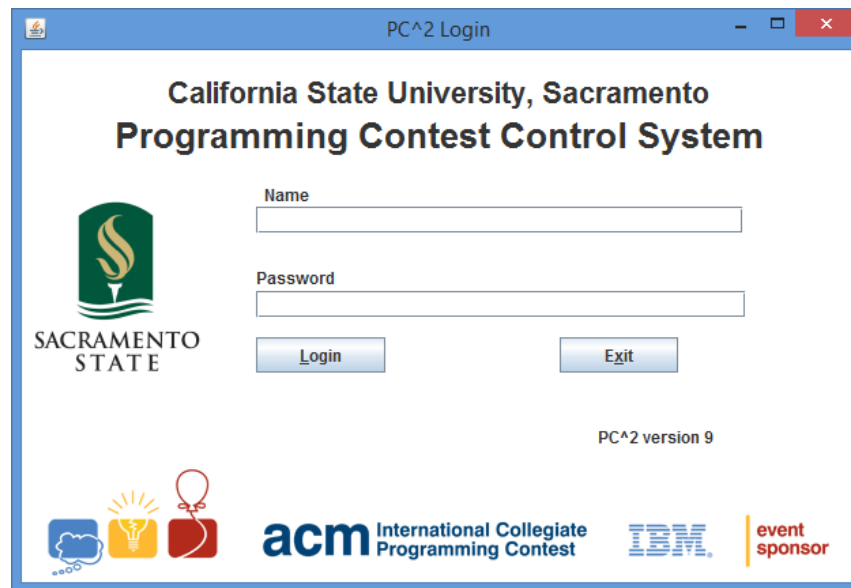 PC^2 Login
California State University, Sacramento
Programming Contest Control System
Name
Password
SACRAMENTO
STATE
Login
Exit
PC^2 version 9
acm International Collegiate
Programming Contest
IBM.
event
sponsor